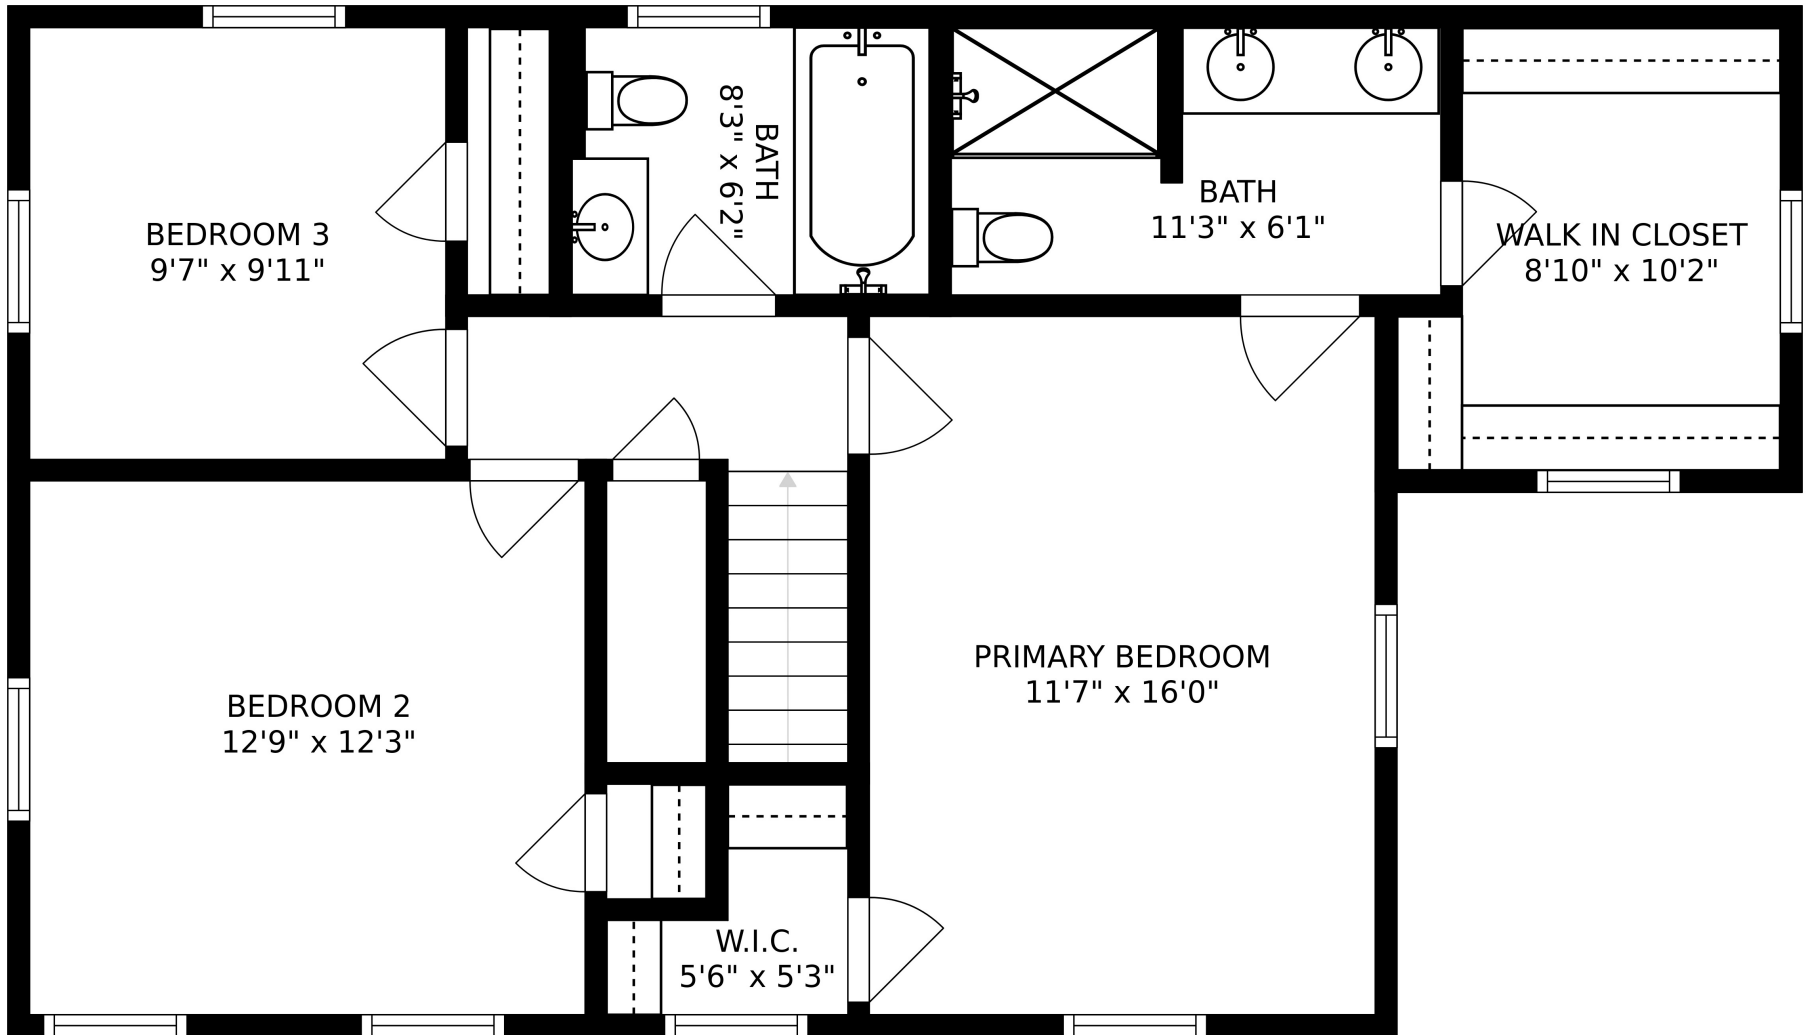 BEDROOM 3
9'7" x 9'11"
BATH
8'3" x 6'2"
BATH
11'3" x 6'1"
WALK IN CLOSET
8'10" x 10'2"
PRIMARY BEDROOM
11'7" x 16'0"
BEDROOM 2
12'9" x 12'3"
W.I.C.
5'6" x 5'3"